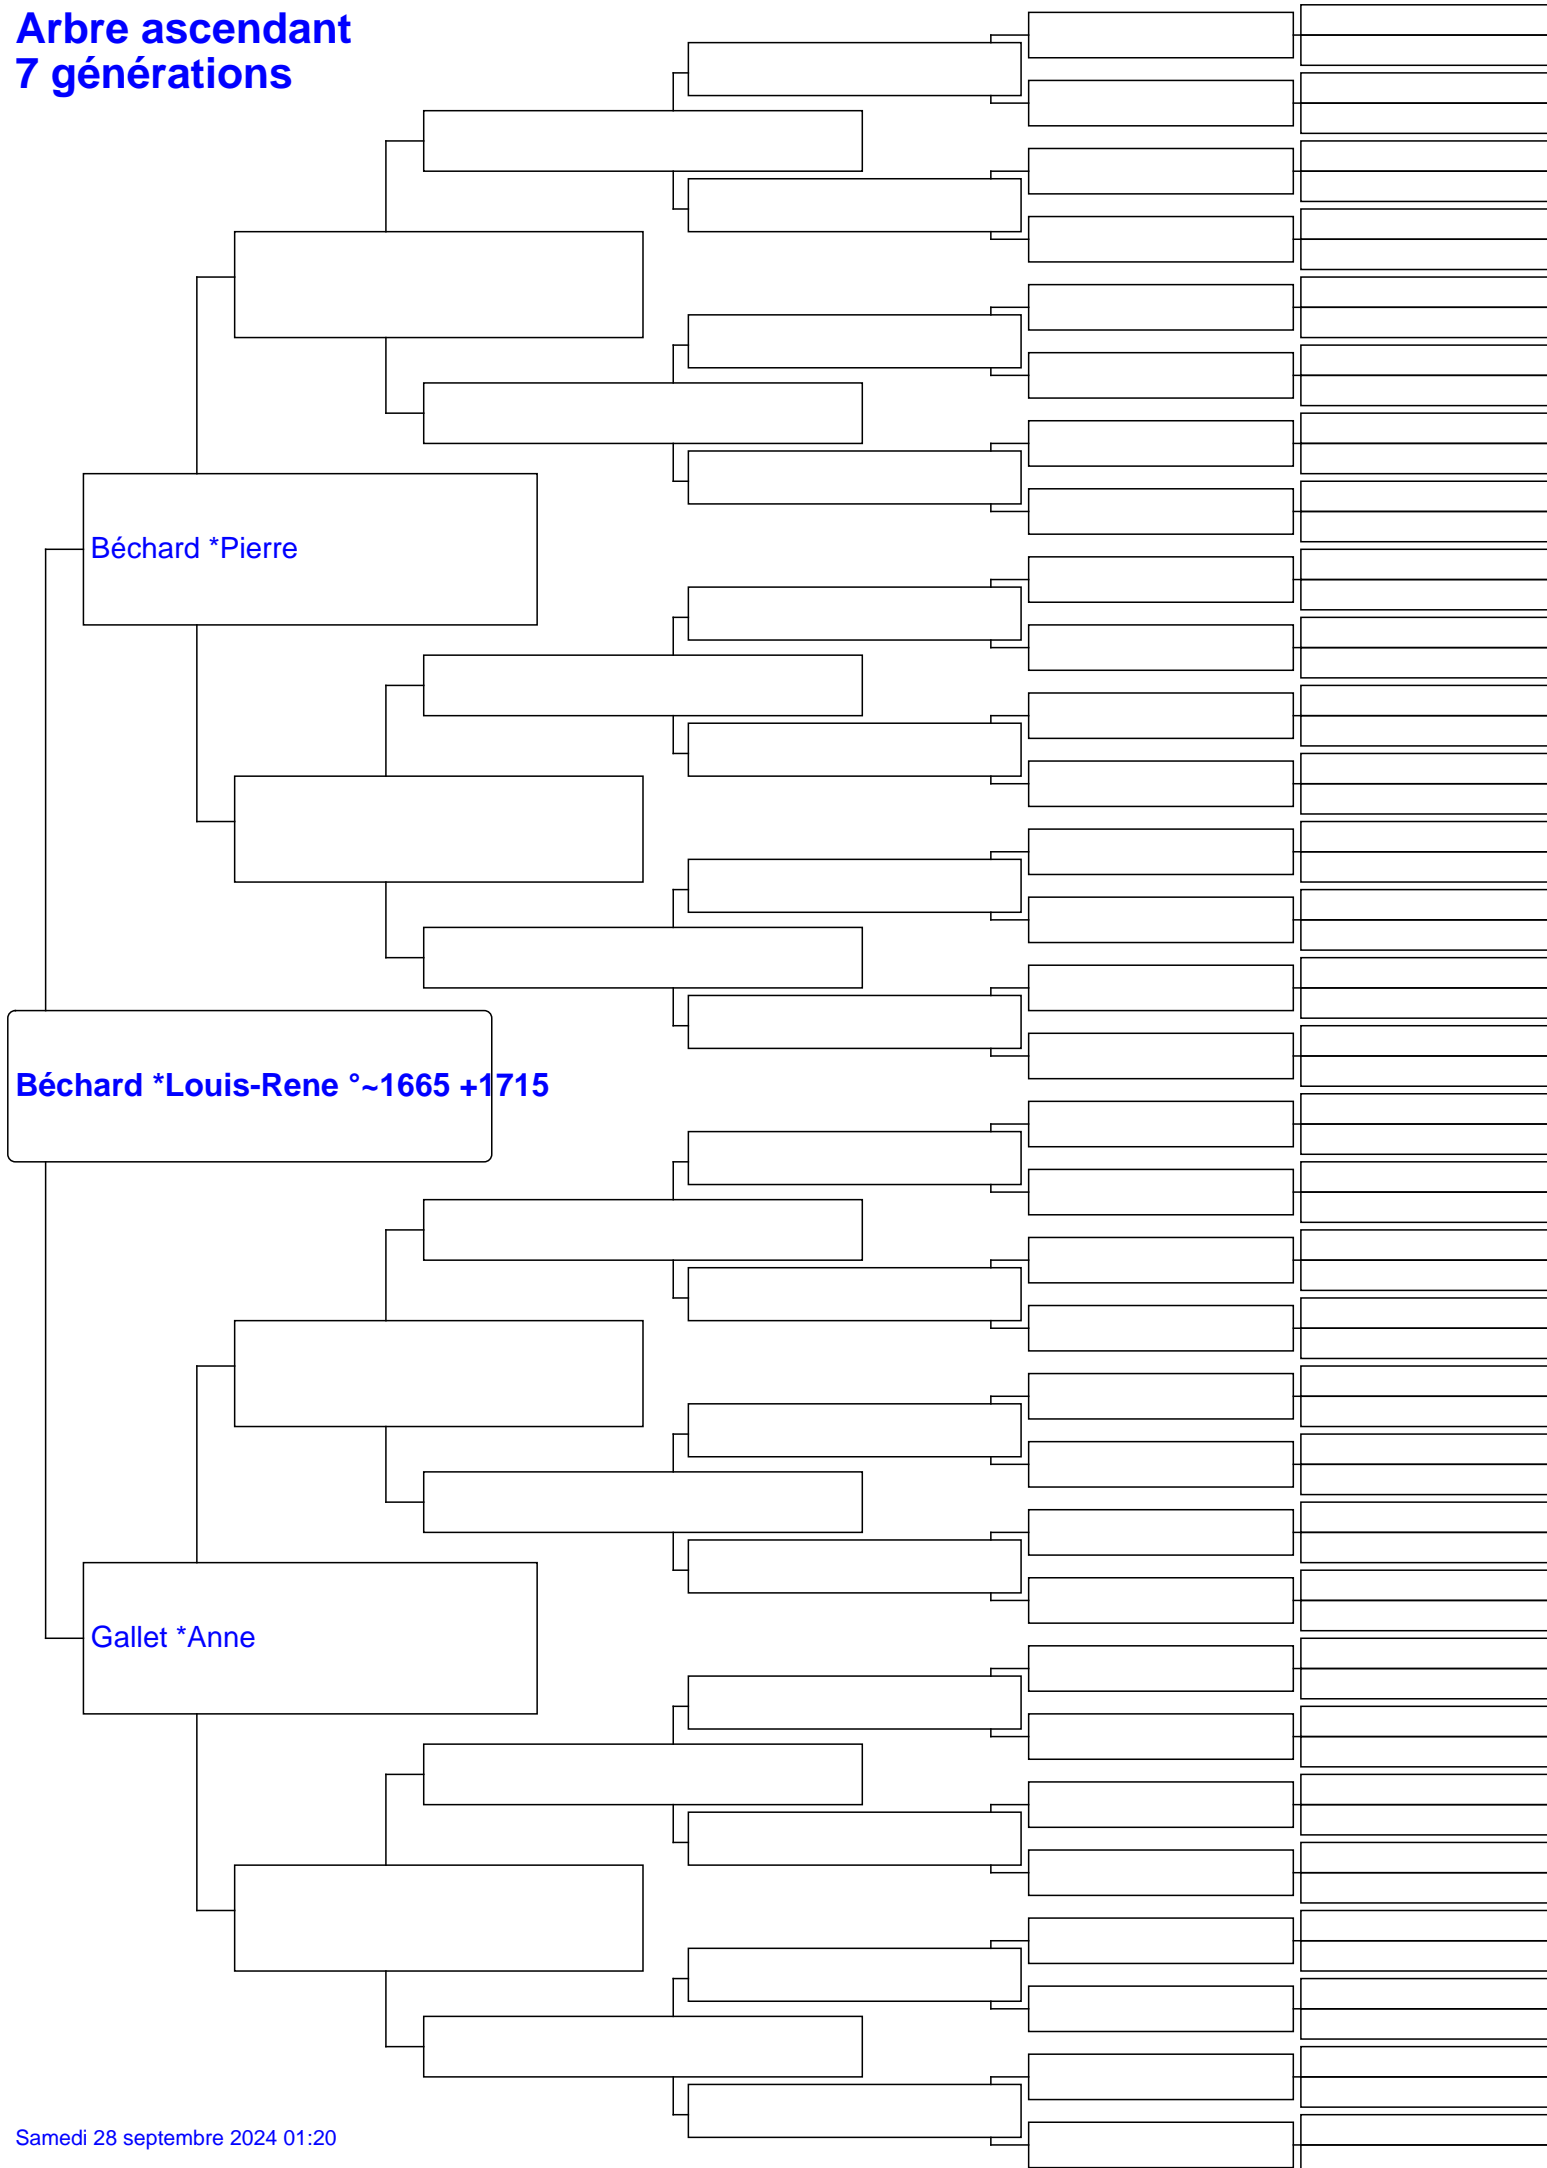 Arbre ascendant
7 générations
Béchard *Pierre
Béchard *Louis-Rene °~1665 +1715
Gallet *Anne
Samedi 28 septembre 2024 01:20